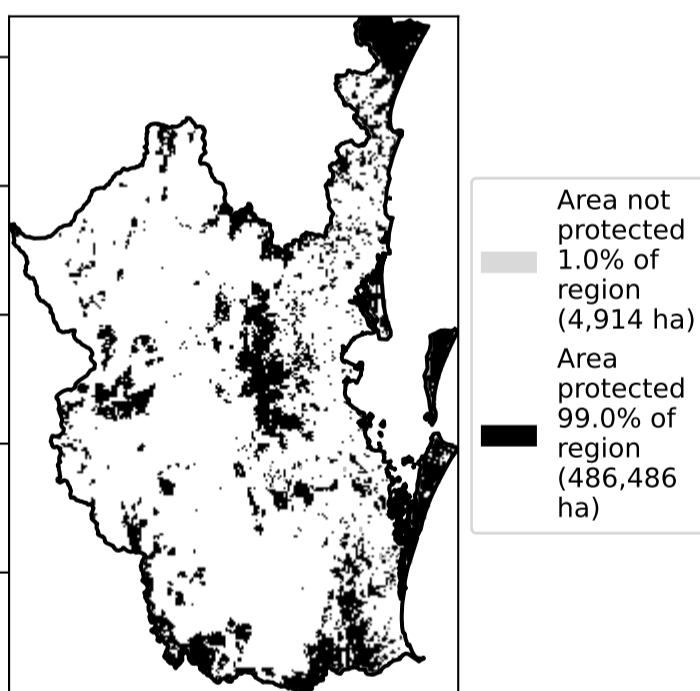 Area not
protected
1.0% of
region
(4,914 ha)
Area
protected
99.0% of
region
(486,486
ha)